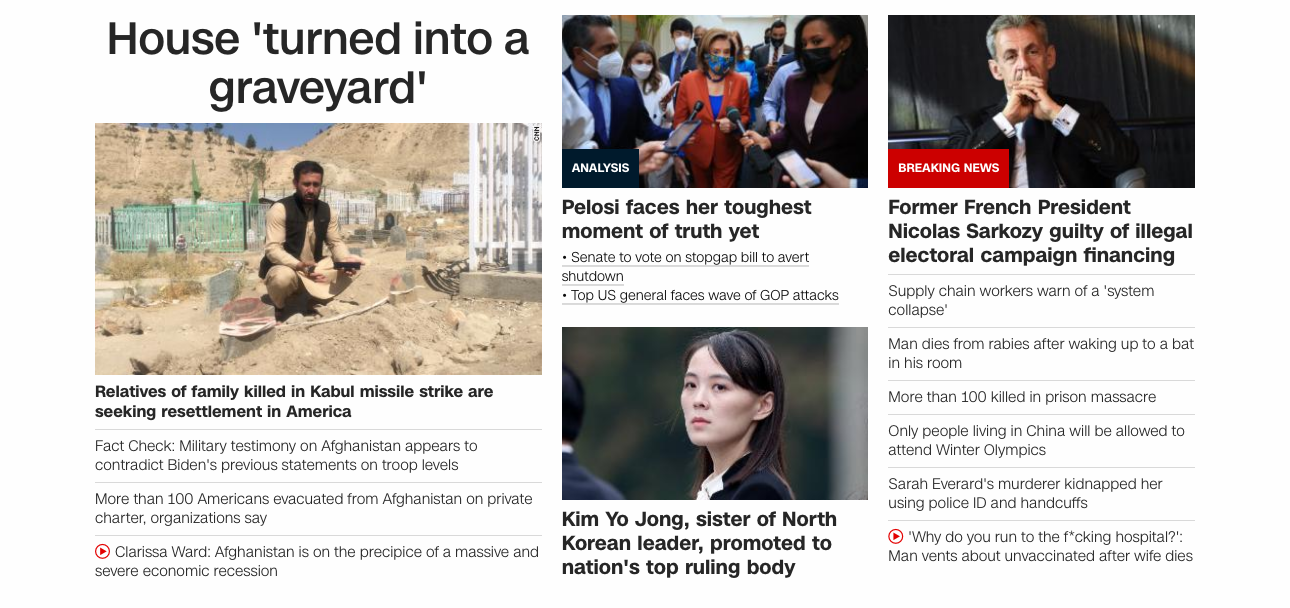 House 'turned into a
graveyard'
CNN
Relatives of family killed in Kabul missile strike are
seeking resettlement in America
Fact Check: Military testimony on Afghanistan appears to
contradict Biden's previous statements on troop levels
More than 100 Americans evacuated from Afghanistan on private
charter, organizations say
Clarissa Ward: Afghanistan is on the precipice of a massive and
severe economic recession
ANALYSIS
Pelosi faces her toughest
moment of truth yet
• Senate to vote on stopgap bill to avert
shutdown
• Top US general faces wave of GOP attacks
Kim Yo Jong, sister of North
Korean leader, promoted to
nation's top ruling body
BREAKING NEWS
Former French President
Nicolas Sarkozy guilty of illegal
electoral campaign financing
Supply chain workers warn of a 'system
collapse'
Man dies from rabies after waking up to a bat
in his room
More than 100 killed in prison massacre
Only people living in China will be allowed to
attend Winter Olympics
Sarah Everard's murderer kidnapped her
using police ID and handcuffs
'Why do you run to the f*cking hospital?':
Man vents about unvaccinated after wife dies